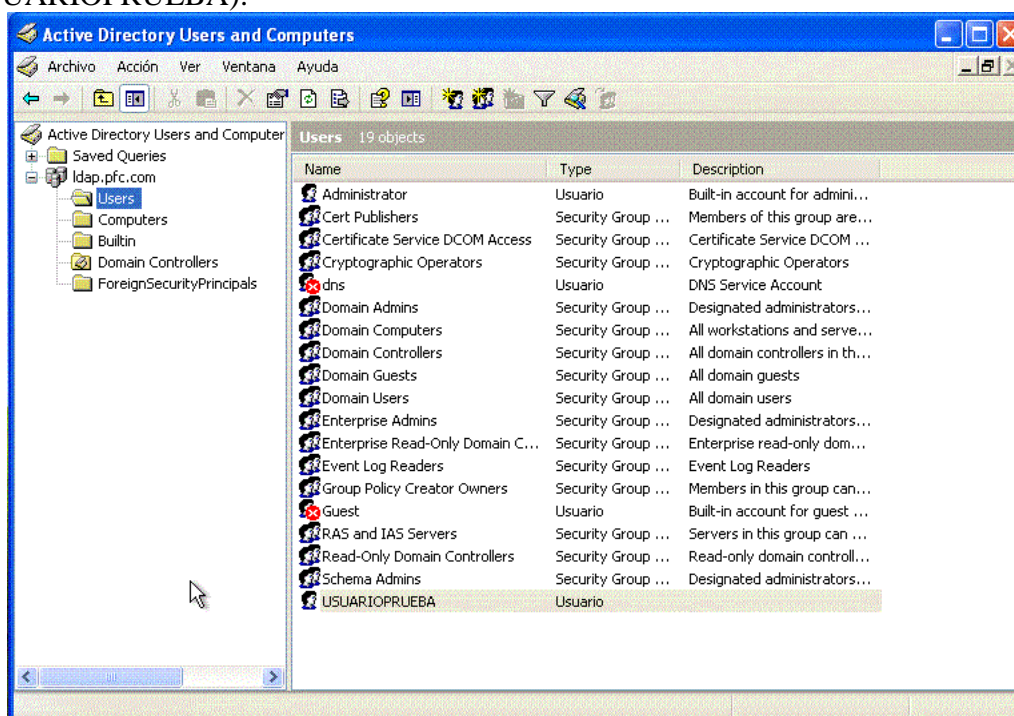 UARIOPRUEBA).
Active Directory Users and Computers
Archivo Acción Ver Ventana Ayuda
Active Directory Users and Computer
Users 19 objects
Saved Queries
ldap.pfc.com
Users
Computers
Builtin
Domain Controllers
ForeignSecurityPrincipals
Name Type Description
Administrator Usuario Built-in account for admini...
Cert Publishers Security Group ... Members of this group are...
Certificate Service DCOM Access Security Group ... Certificate Service DCOM ...
Cryptographic Operators Security Group ... Cryptographic Operators
dns Usuario DNS Service Account
Domain Admins Security Group ... Designated administrators...
Domain Computers Security Group ... All workstations and serve...
Domain Controllers Security Group ... All domain controllers in th...
Domain Guests Security Group ... All domain guests
Domain Users Security Group ... All domain users
Enterprise Admins Security Group ... Designated administrators...
Enterprise Read-Only Domain C... Security Group ... Enterprise read-only dom...
Event Log Readers Security Group ... Event Log Readers
Group Policy Creator Owners Security Group ... Members in this group can...
Guest Usuario Built-in account for guest ...
RAS and IAS Servers Security Group ... Servers in this group can ...
Read-Only Domain Controllers Security Group ... Read-only domain controll...
Schema Admins Security Group ... Designated administrators...
USUARIOPRUEBA Usuario